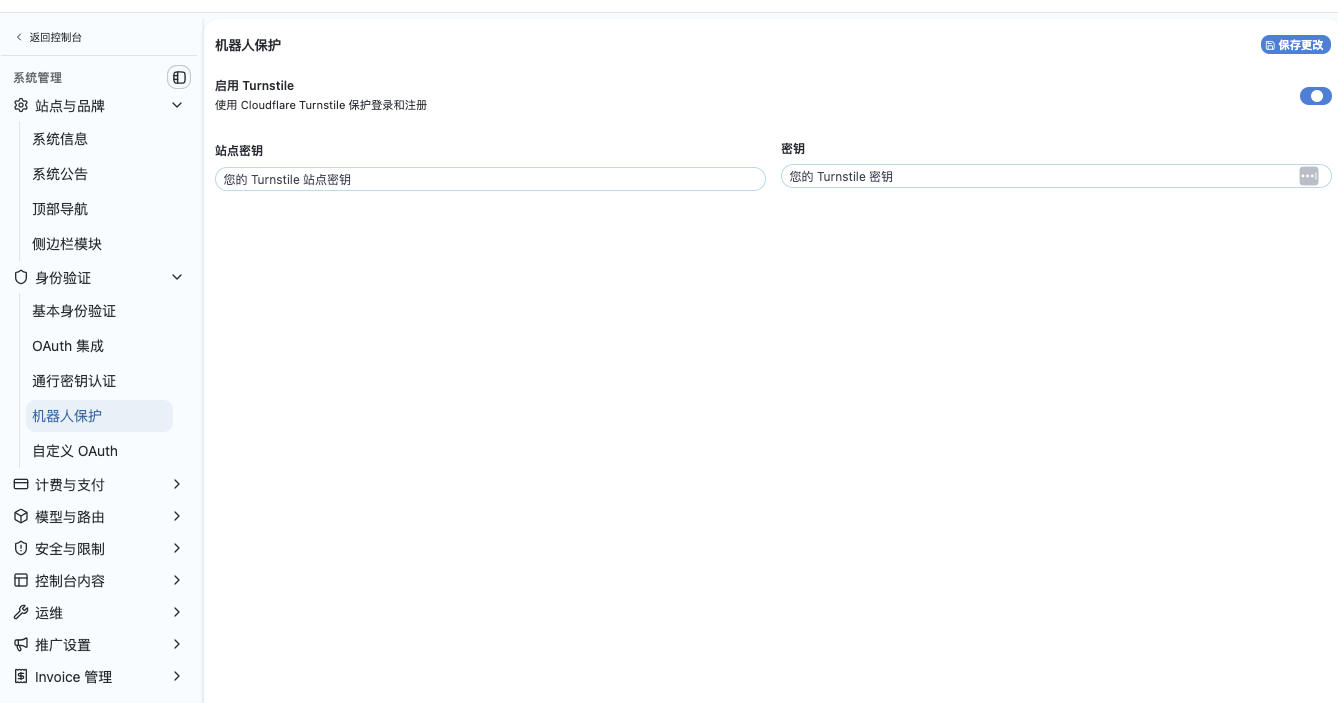 返回控制台
系统管理
站点与品牌
系统信息
系统公告
顶部导航
侧边栏模块
身份验证
基本身份验证
OAuth 集成
通行密钥认证
机器人保护
自定义 OAuth
计费与支付
模型与路由
安全与限制
控制台内容
运维
推广设置
Invoice 管理
机器人保护
保存更改
启用 Turnstile
使用 Cloudflare Turnstile 保护登录和注册
站点密钥
您的 Turnstile 站点密钥
密钥
您的 Turnstile 密钥